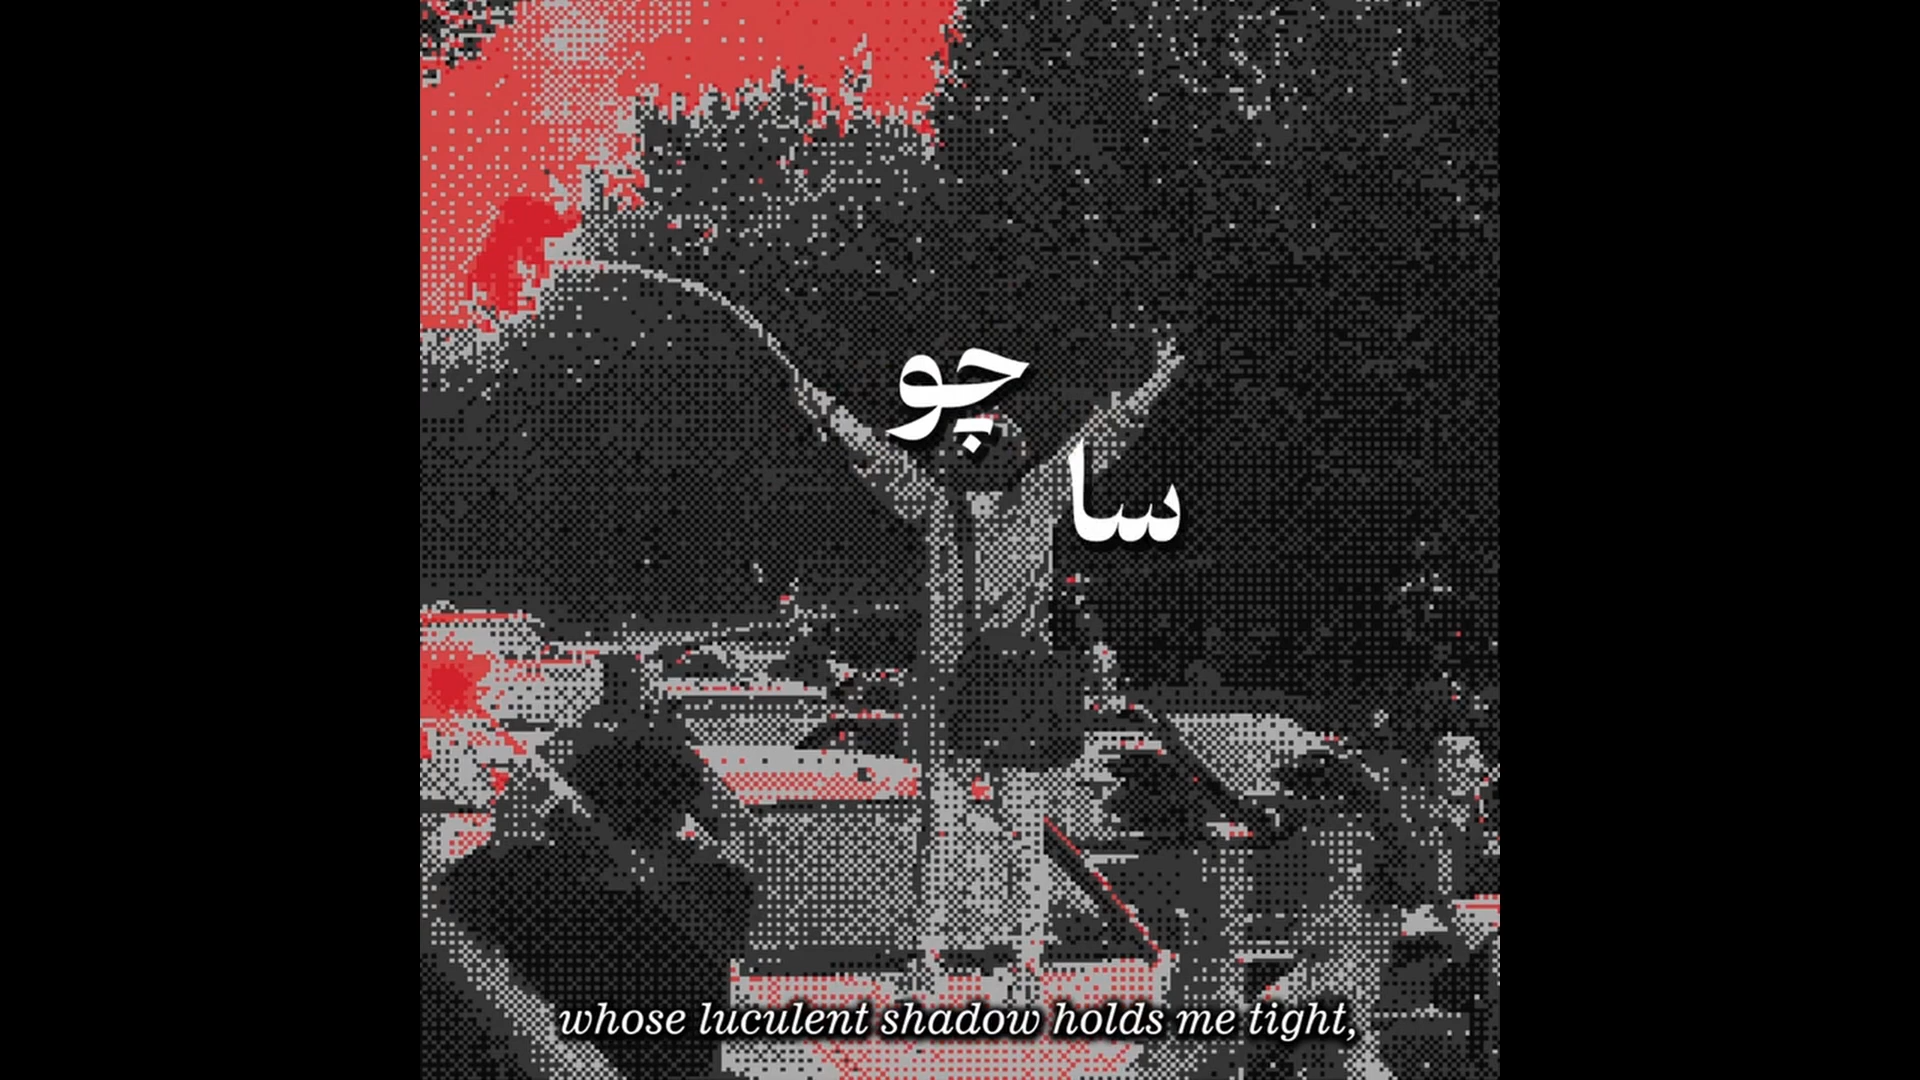 چو
سا
whose luculent shadow holds me tight,